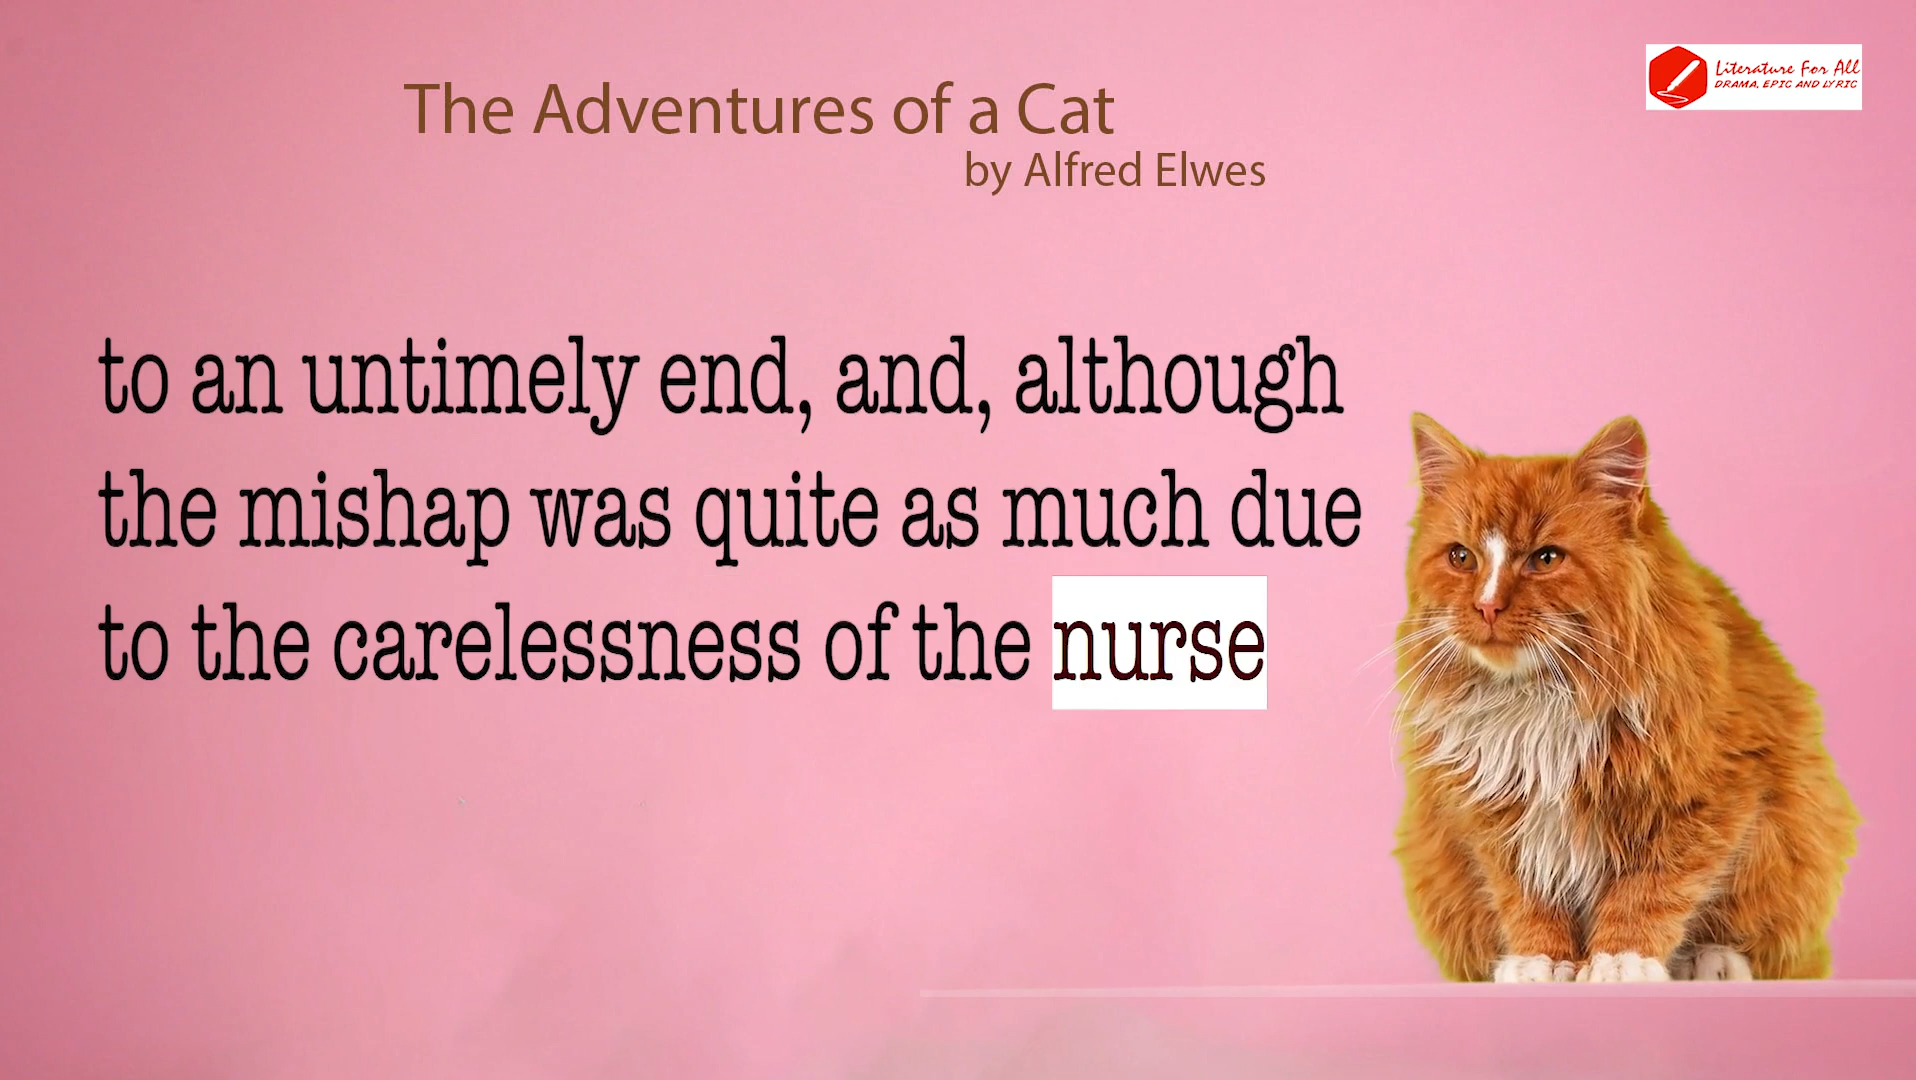 Literature For All
DRAMA, EPIC AND LYRIC
The Adventures of a Cat
by Alfred Elwes
to an untimely end, and, although
the mishap was quite as much due
to the carelessness of the nurse